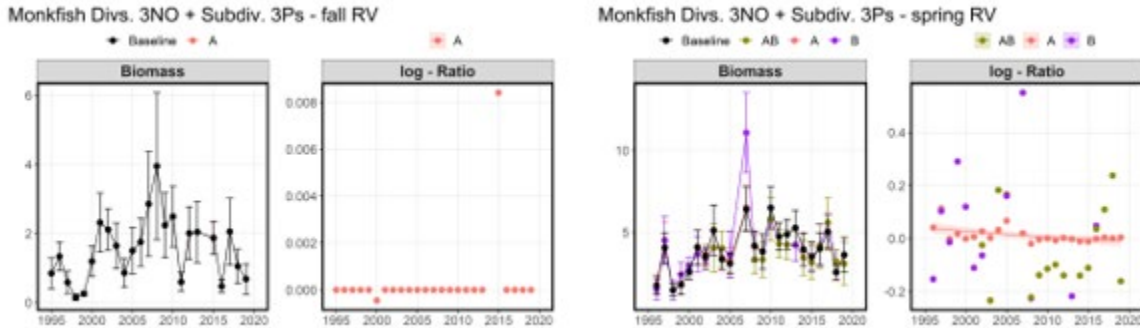 Monkfish Divs. 3NO + Subdiv. 3Ps - fall RV
Baseline A
A
Biomass
log - Ratio
6
4
2
0
1995 2000 2005 2010 2015 2020
0.008
0.006
0.004
0.002
0.000
1995 2000 2005 2010 2015 2020
Monkfish Divs. 3NO + Subdiv. 3Ps - spring RV
Baseline AB A B
AB A B
Biomass
log - Ratio
10
5
1995 2000 2005 2010 2015 2020
0.4
0.2
0.0
-0.2
1995 2000 2005 2010 2015 2020